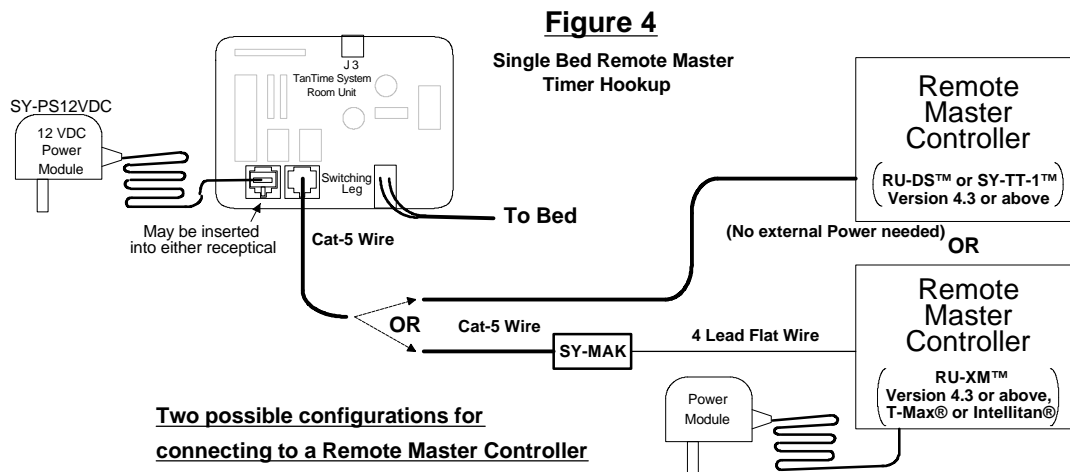 Figure 4
Single Bed Remote Master
Timer Hookup
J3
TanTime System
Room Unit
SY-PS12VDC
12 VDC
Power
Module
Switching
Leg
To Bed
May be inserted
into either receptical
Cat-5 Wire
Remote
Master
Controller
RU-DS™ or SY-TT-1™
Version 4.3 or above
(No external Power needed)
OR
OR
Cat-5 Wire
SY-MAK
4 Lead Flat Wire
Remote
Master
Controller
RU-XM™
Version 4.3 or above,
T-Max® or Intellitan®
Power
Module
Two possible configurations for
connecting to a Remote Master Controller